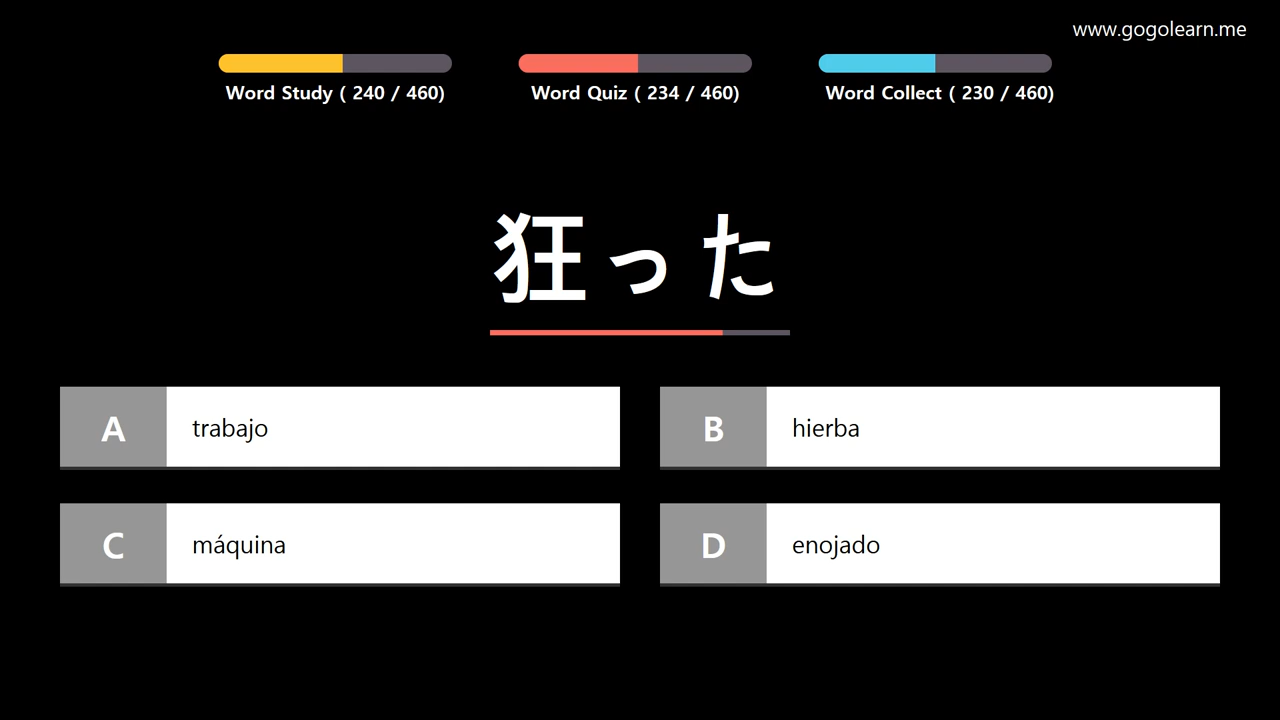 www.gogolearn.me
Word Study ( 240 / 460)
Word Quiz ( 234 / 460)
Word Collect ( 230 / 460)
狂った
A trabajo
B hierba
C máquina
D enojado